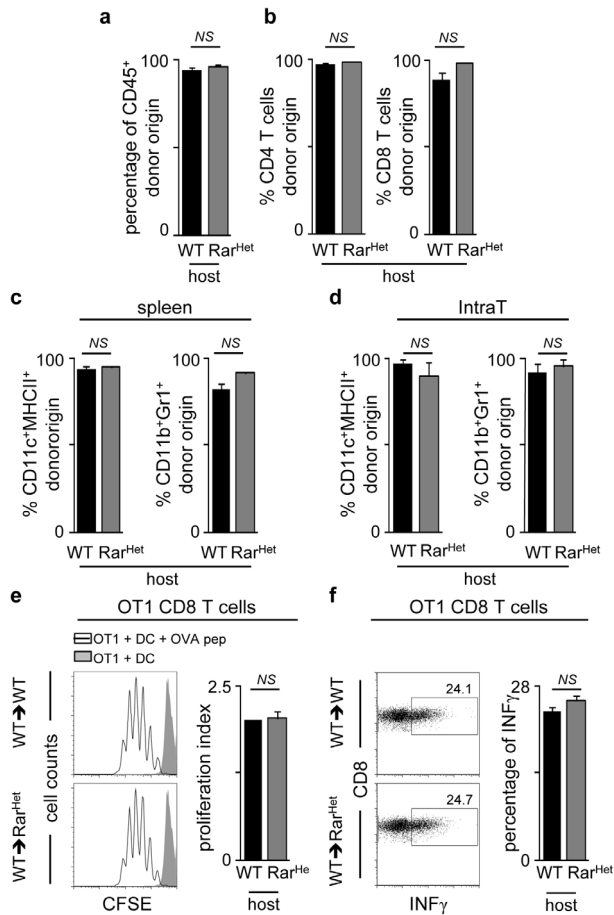 a
b
NS
NS
NS
percentage of CD45+
donor origin
100
0
WT RarHet
host
% CD4 T cells
donor origin
100
0
WT RarHet
% CD8 T cells
donor origin
100
0
WT RarHet
host
c
spleen
NS
NS
% CD11c+MHCII+
dononorigin
100
0
WT RarHet
% CD11b+Gr1+
donor origin
100
0
WT RarHet
host
d
IntraT
NS
NS
% CD11c+MHCII+
donor origin
100
0
WT RarHet
% CD11b+Gr1+
donor origin
100
0
WT RarHet
host
e
OT1 CD8 T cells
OT1 + DC + OVA pep
OT1 + DC
WT➔WT
WT➔RarHet
cell counts
CFSE
NS
proliferation index
2.5
0
WT RarHe
host
f
OT1 CD8 T cells
WT➔WT
WT➔RarHet
CD8
24.1
24.7
INFγ
NS
percentage of INFγ
28
0
WT RarHet
host